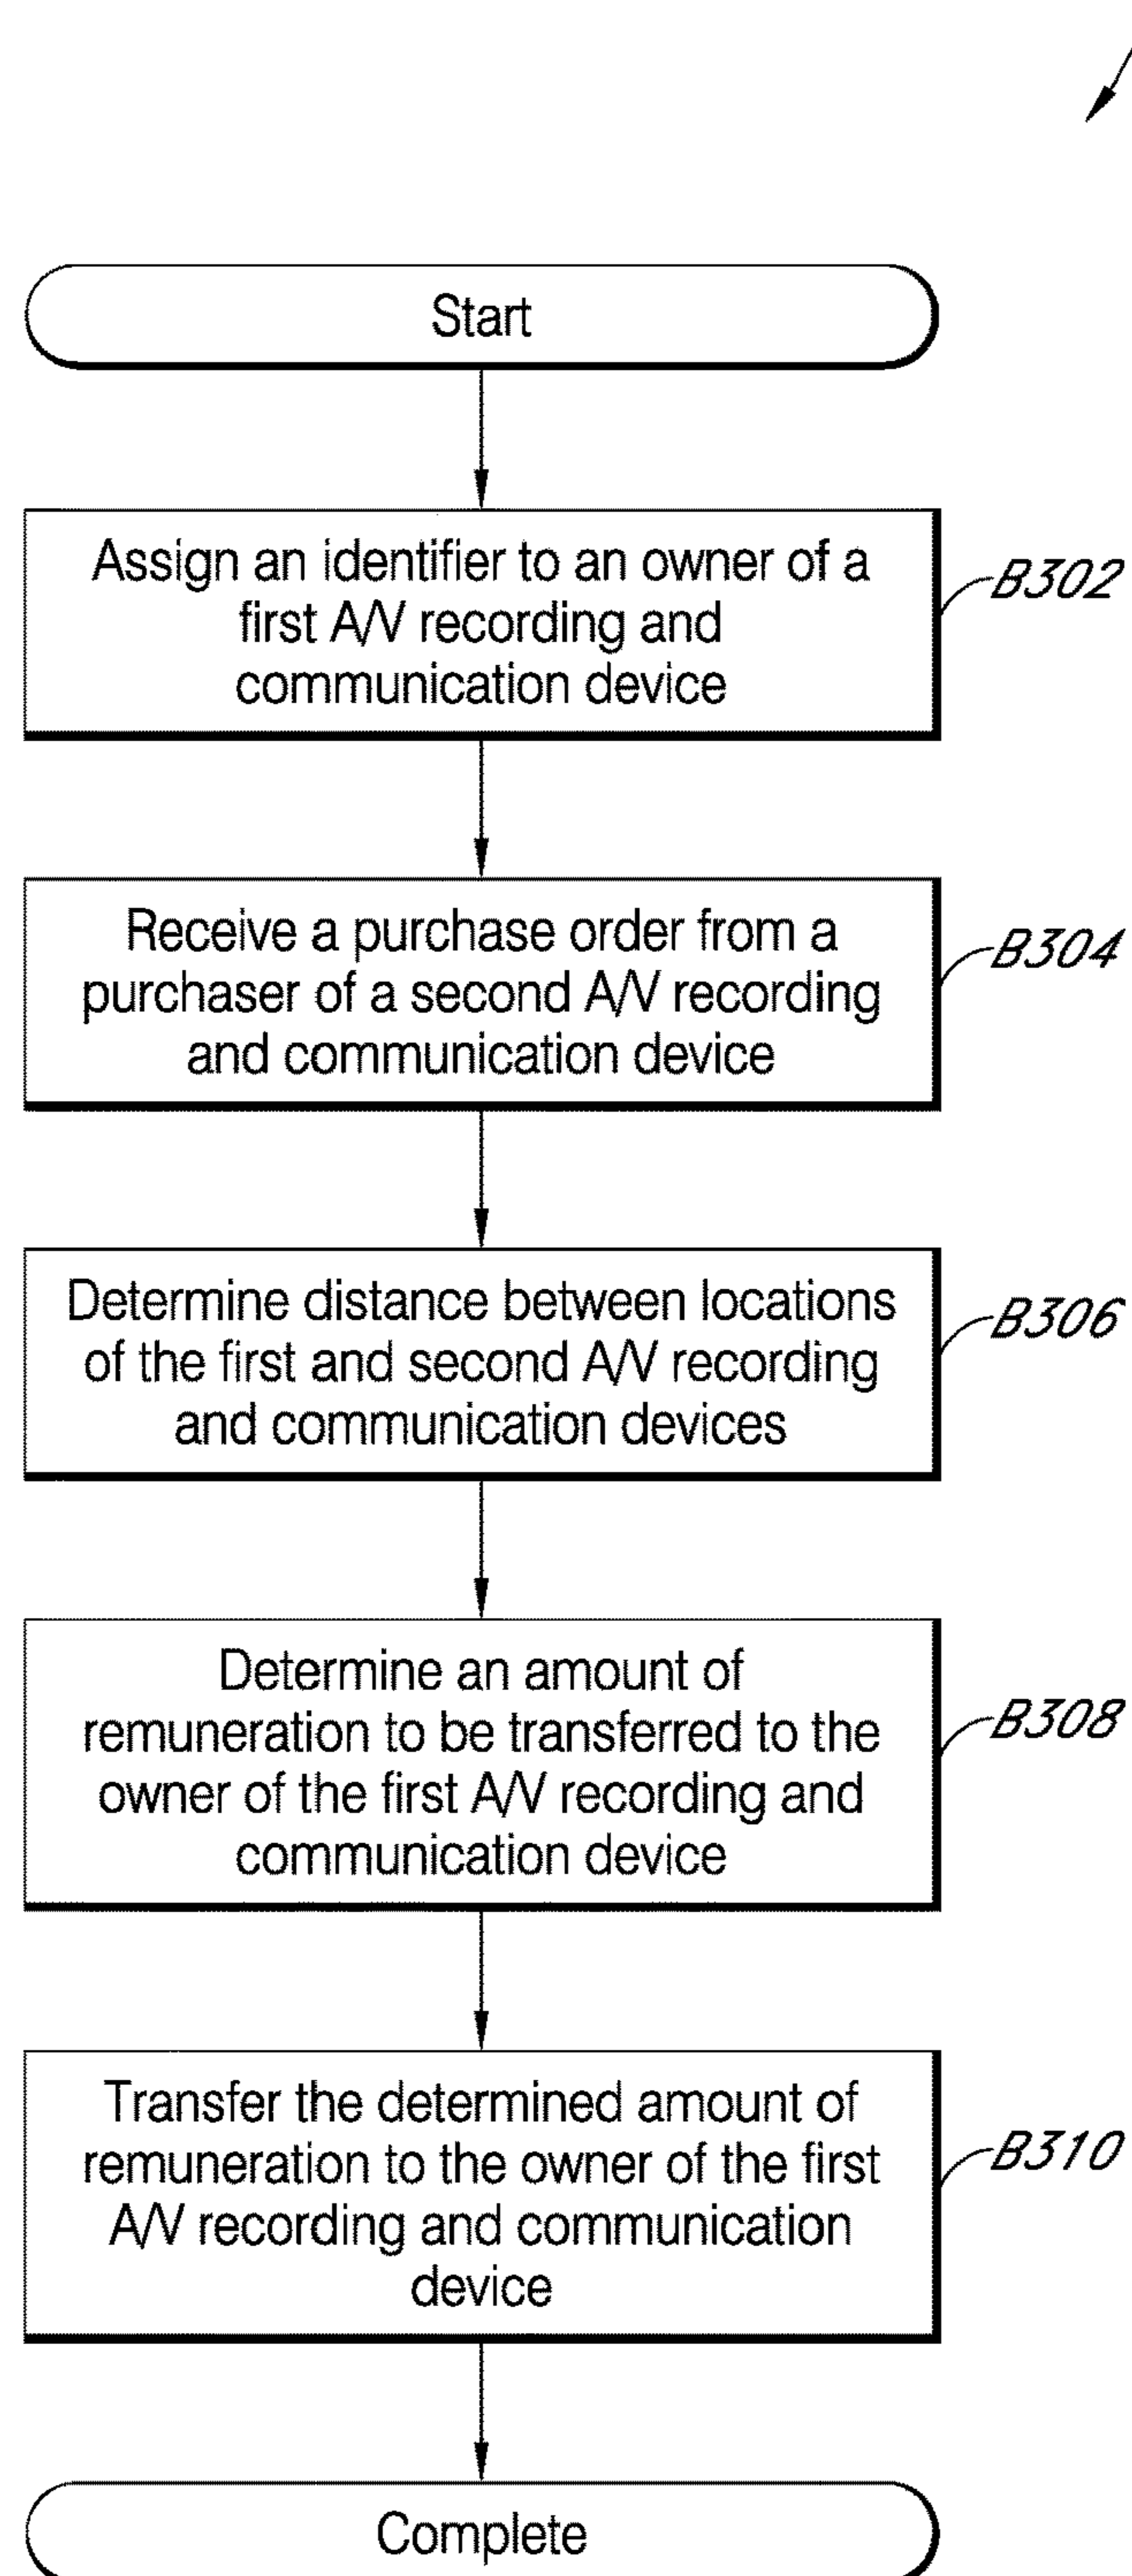 Start
Assign an identifier to an owner of a
first A/V recording and
communication device
B302
Receive a purchase order from a
purchaser of a second A/V recording
and communication device
B304
Determine distance between locations
of the first and second A/V recording
and communication devices
B306
Determine an amount of
remuneration to be transferred to the
owner of the first A/V recording and
communication device
B308
Transfer the determined amount of
remuneration to the owner of the first
A/V recording and communication
device
B310
Complete